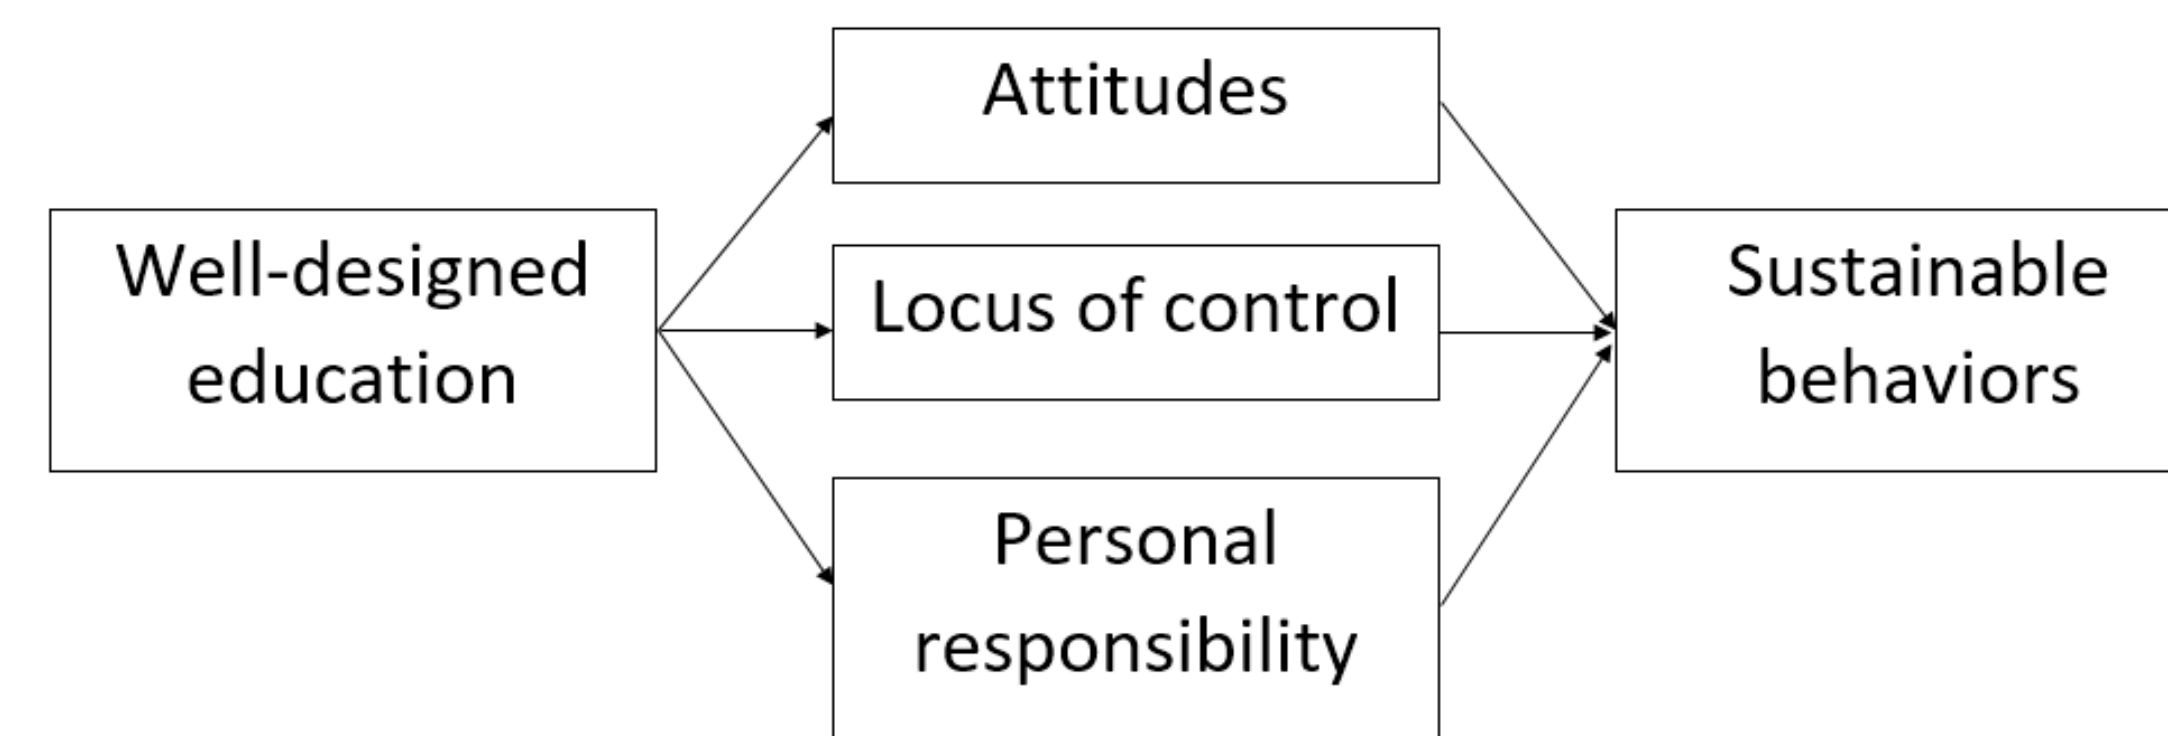 Well-designed
education
Attitudes
Locus of control
Personal
responsibility
Sustainable
behaviors